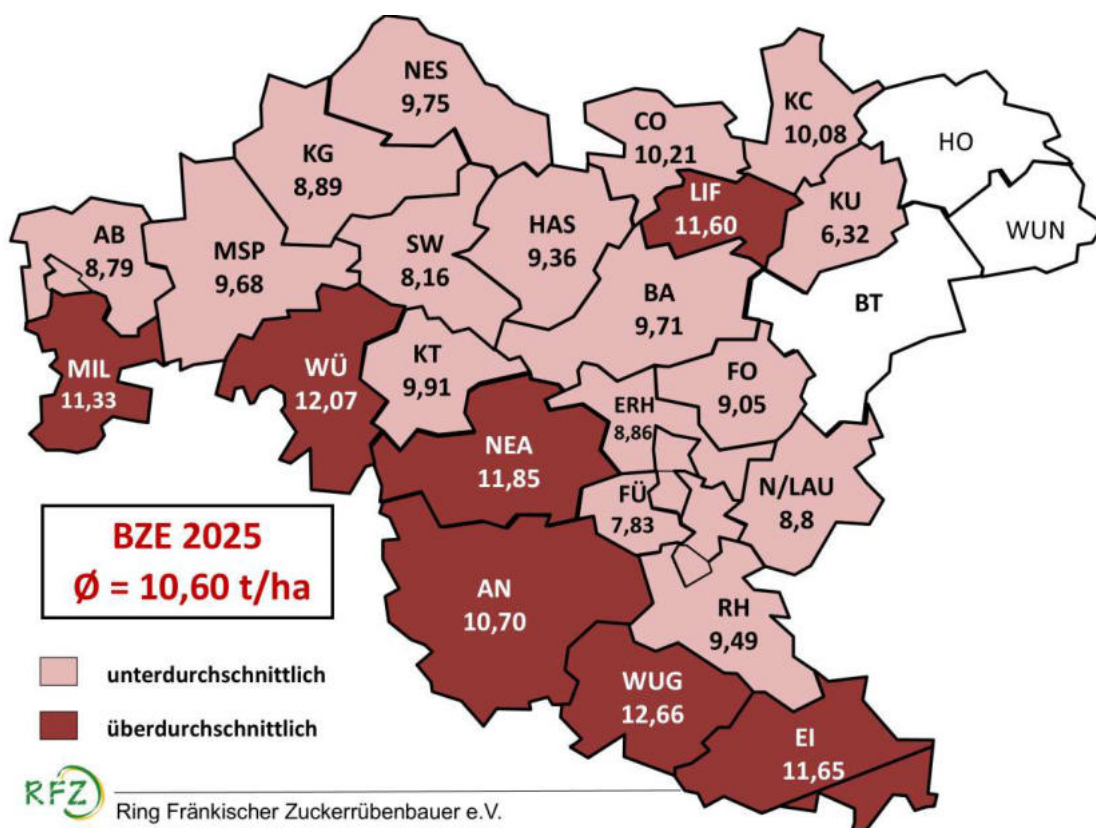 NES
9,75
KC
10,08
CO
10,21
HO
KG
8,89
LIF
11,60
KU
6,32
WUN
AB
8,79
MSP
9,68
SW
8,16
HAS
9,36
BA
9,71
BT
MIL
11,33
WÜ
12,07
KT
9,91
FO
9,05
ERH
8,86
NEA
11,85
FÜ
7,83
N/LAU
8,8
BZE 2025
Ø = 10,60 t/ha
AN
10,70
RH
9,49
unterdurchschnittlich
WUG
12,66
überdurchschnittlich
EI
11,65
RFZ
Ring Fränkischer Zuckerrübenbauer e.V.